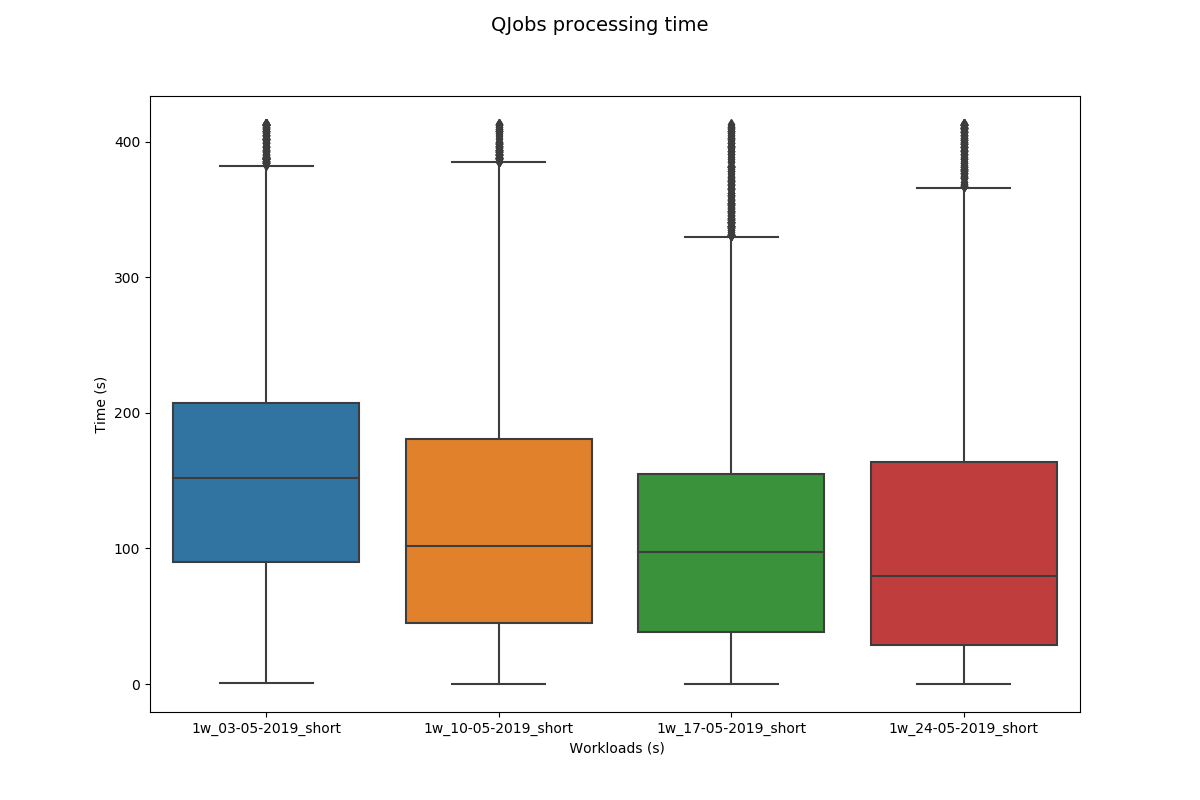 QJobs processing time
400
300
200
100
0
Time (s)
1w_03-05-2019_short 1w_10-05-2019_short 1w_17-05-2019_short 1w_24-05-2019_short
Workloads (s)